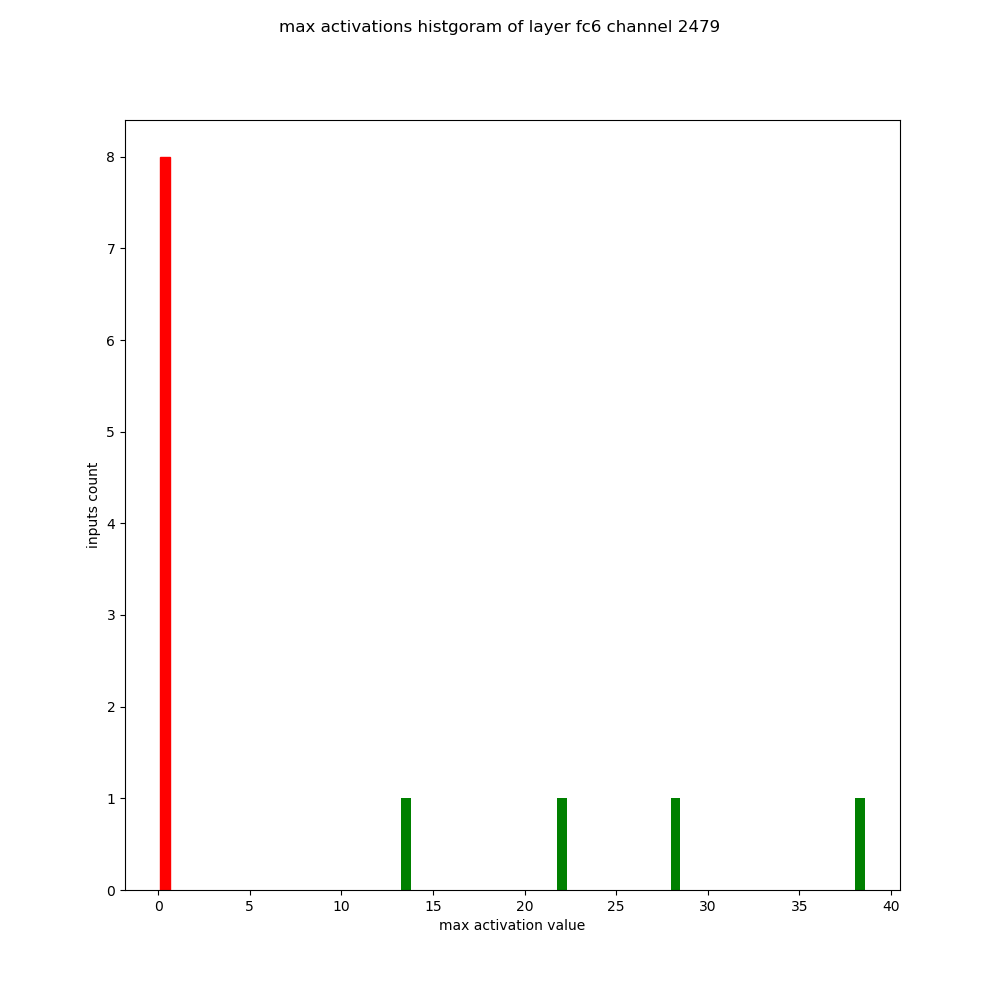 max activations histgoram of layer fc6 channel 2479
8
7
6
5
4
3
2
1
0
inputs count
0 5 10 15 20 25 30 35 40
max activation value